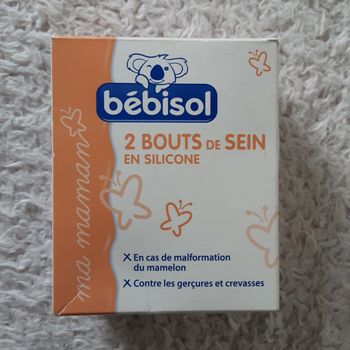 bébisol
2 BOUTS DE SEIN
EN SILICONE
ma maman
X En cas de malformation
du mamelon
X Contre les gerçures et crevasses